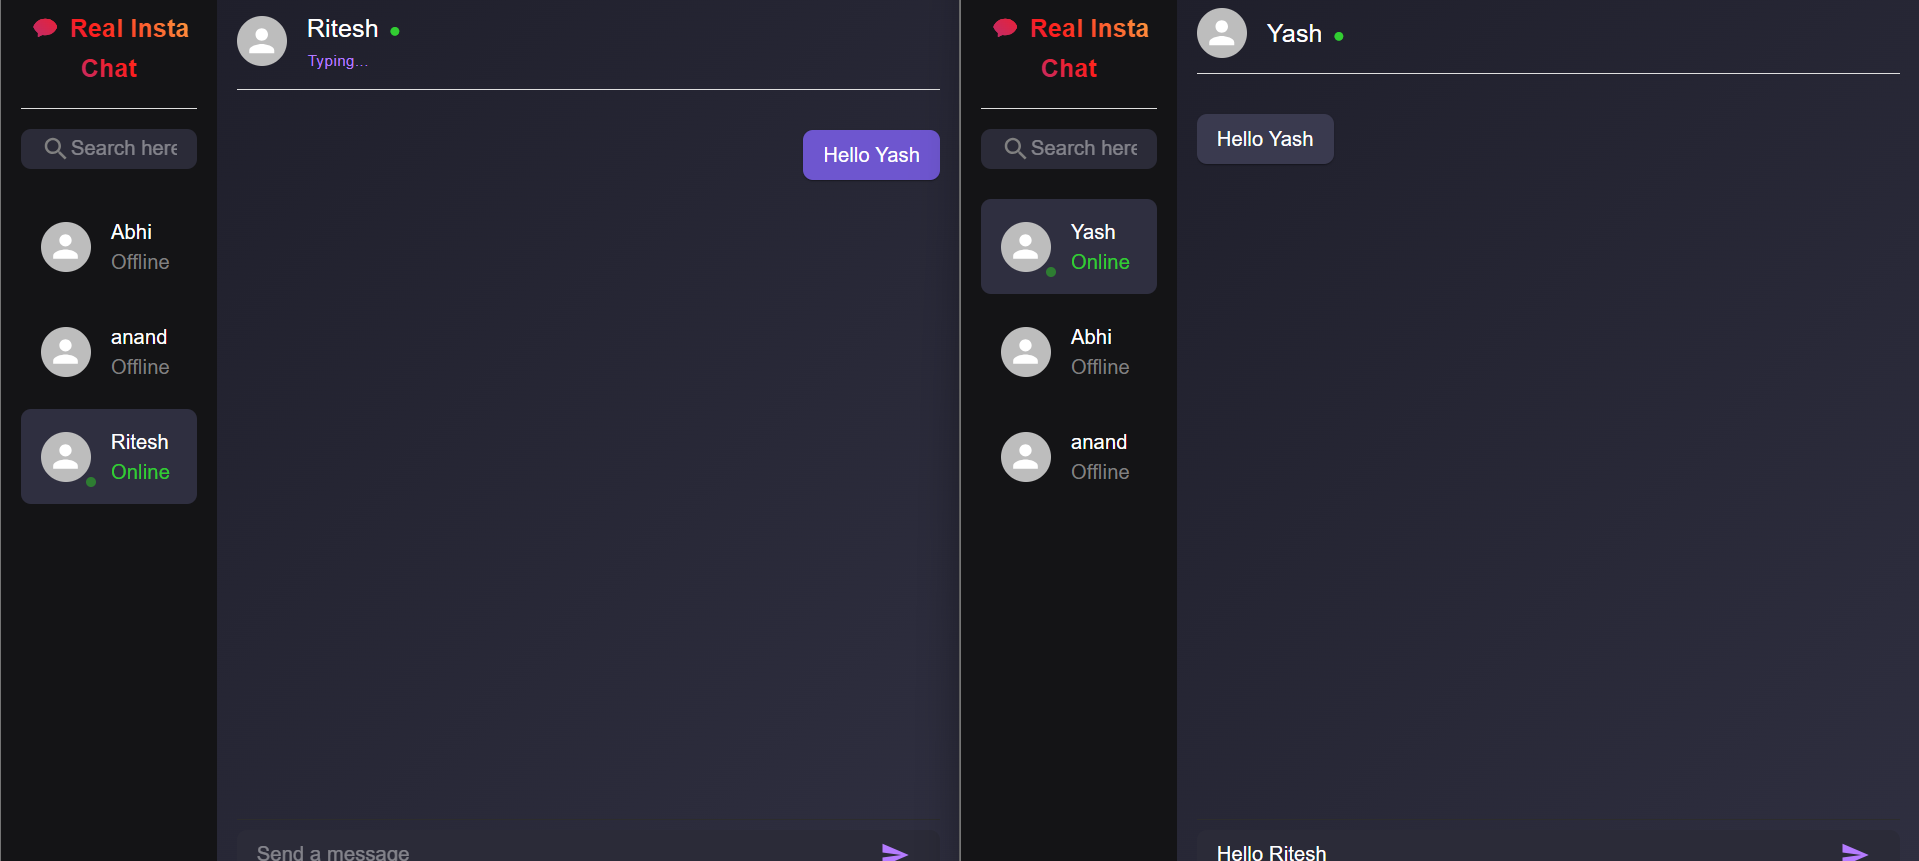 Real Insta
Chat
Search here
Abhi
Offline
anand
Offline
Ritesh
Online
Ritesh
Typing...
Hello Yash
Send a message
Real Insta
Chat
Search here
Yash
Online
Abhi
Offline
anand
Offline
Yash
Hello Yash
Hello Ritesh